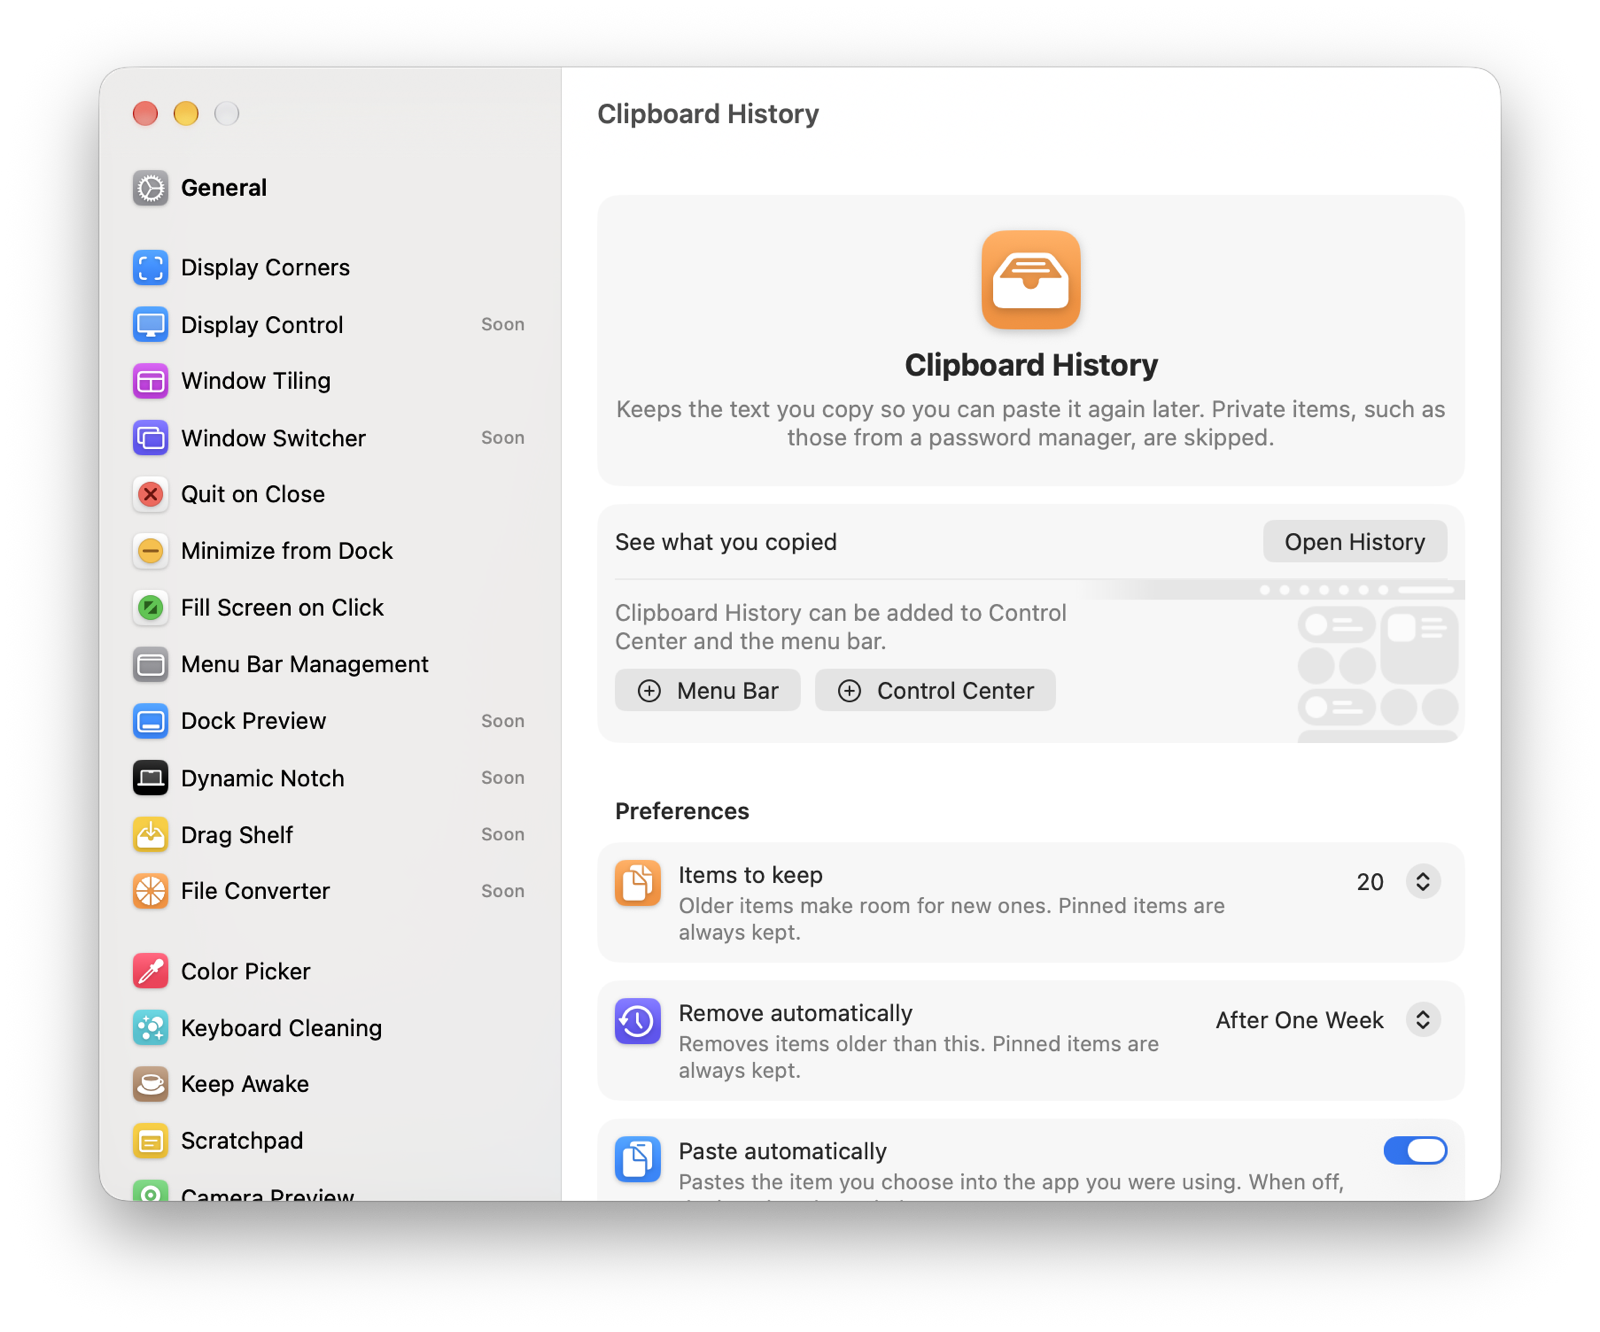 Clipboard History
General
Display Corners
Display Control Soon
Window Tiling
Window Switcher Soon
Quit on Close
Minimize from Dock
Fill Screen on Click
Menu Bar Management
Dock Preview Soon
Dynamic Notch Soon
Drag Shelf Soon
File Converter Soon
Color Picker
Keyboard Cleaning
Keep Awake
Scratchpad
Camera Preview
Clipboard History
Keeps the text you copy so you can paste it again later. Private items, such as
those from a password manager, are skipped.
See what you copied
Open History
Clipboard History can be added to Control
Center and the menu bar.
Menu Bar
Control Center
Preferences
Items to keep
20
Older items make room for new ones. Pinned items are
always kept.
Remove automatically
After One Week
Removes items older than this. Pinned items are
always kept.
Paste automatically
Pastes the item you choose into the app you were using. When off,